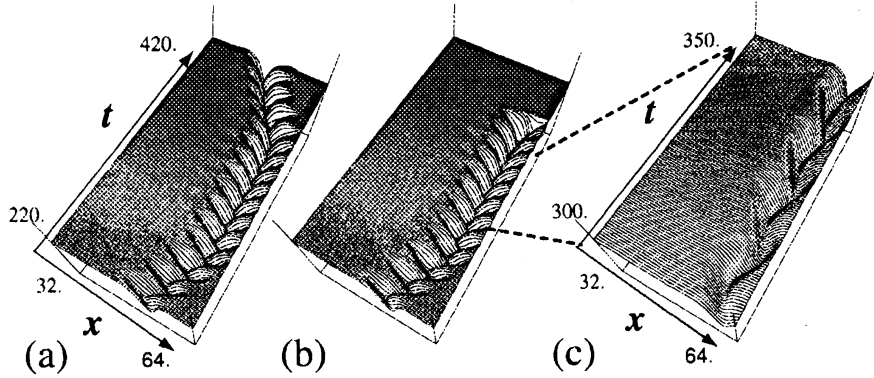 420.
350.
t
t
220.
300.
32.
32.
x
x
64.
64.
(a)
(b)
(c)